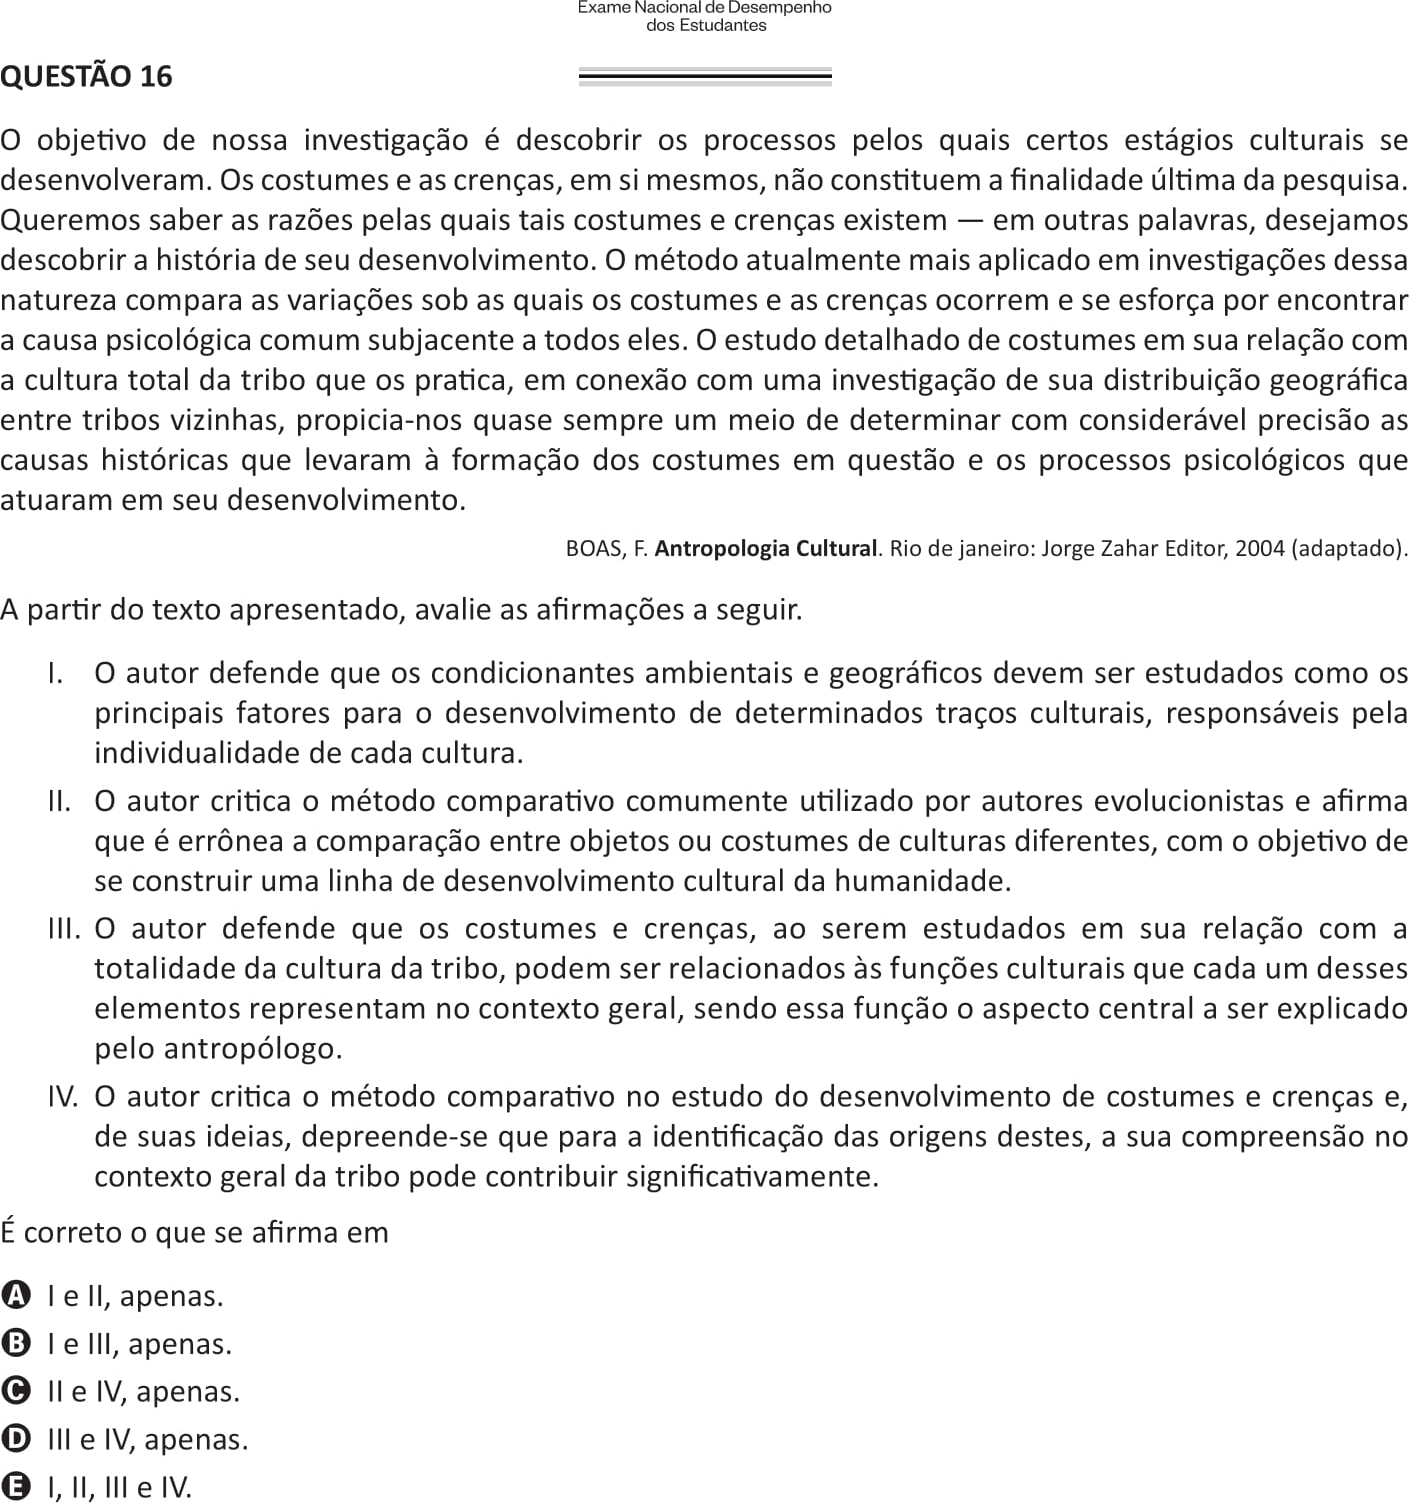 Exame Nacional de Desempenho
dos Estudantes
QUESTÃO 16
O objetivo de nossa investigação é descobrir os processos pelos quais certos estágios culturais se
desenvolveram. Os costumes e as crenças, em si mesmos, não constituem a finalidade última da pesquisa.
Queremos saber as razões pelas quais tais costumes e crenças existem — em outras palavras, desejamos
descobrir a história de seu desenvolvimento. O método atualmente mais aplicado em investigações dessa
natureza compara as variações sob as quais os costumes e as crenças ocorrem e se esforça por encontrar
a causa psicológica comum subjacente a todos eles. O estudo detalhado de costumes em sua relação com
a cultura total da tribo que os pratica, em conexão com uma investigação de sua distribuição geográfica
entre tribos vizinhas, propicia-nos quase sempre um meio de determinar com considerável precisão as
causas históricas que levaram à formação dos costumes em questão e os processos psicológicos que
atuaram em seu desenvolvimento.
BOAS, F. Antropologia Cultural. Rio de janeiro: Jorge Zahar Editor, 2004 (adaptado).
A partir do texto apresentado, avalie as afirmações a seguir.
I. O autor defende que os condicionantes ambientais e geográficos devem ser estudados como os
principais fatores para o desenvolvimento de determinados traços culturais, responsáveis pela
individualidade de cada cultura.
II. O autor critica o método comparativo comumente utilizado por autores evolucionistas e afirma
que é errônea a comparação entre objetos ou costumes de culturas diferentes, com o objetivo de
se construir uma linha de desenvolvimento cultural da humanidade.
III. O autor defende que os costumes e crenças, ao serem estudados em sua relação com a
totalidade da cultura da tribo, podem ser relacionados às funções culturais que cada um desses
elementos representam no contexto geral, sendo essa função o aspecto central a ser explicado
pelo antropólogo.
IV. O autor critica o método comparativo no estudo do desenvolvimento de costumes e crenças e,
de suas ideias, depreende-se que para a identificação das origens destes, a sua compreensão no
contexto geral da tribo pode contribuir significativamente.
É correto o que se afirma em
A I e II, apenas.
B I e III, apenas.
C II e IV, apenas.
D III e IV, apenas.
E I, II, III e IV.